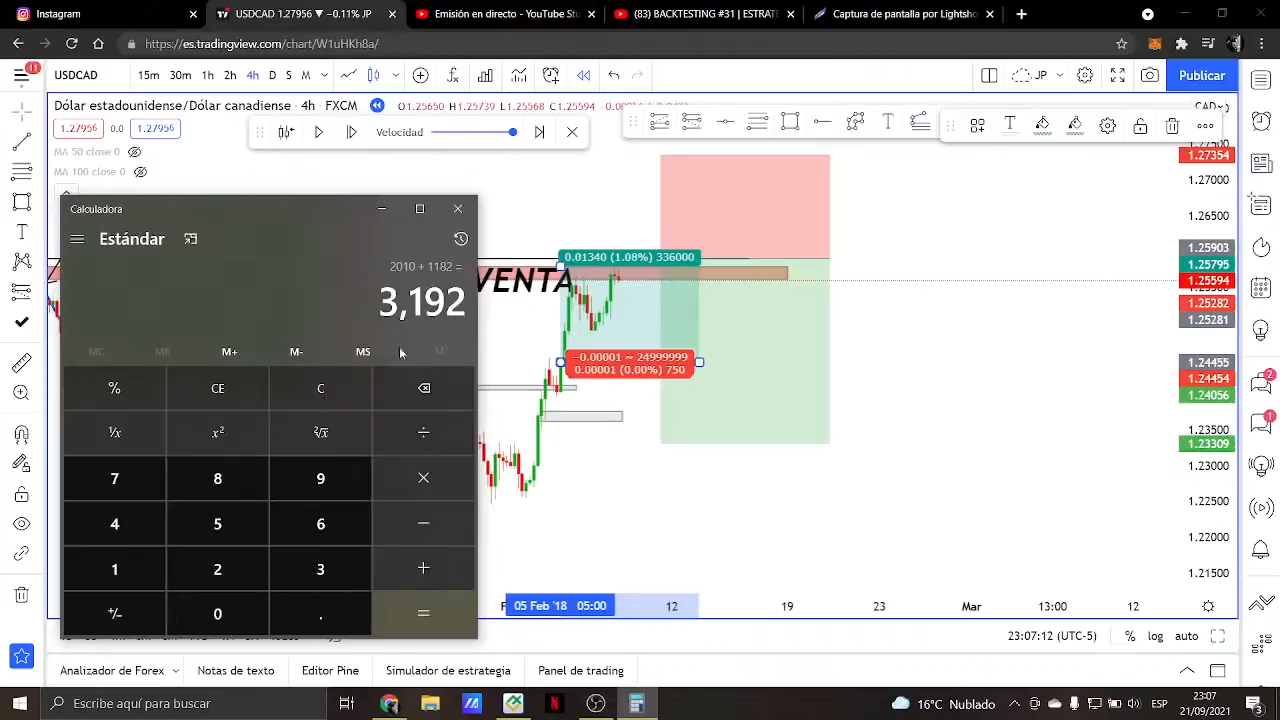 Instagram
USDCAD 1.27956 ▼ −0.11% JP
Emisión en directo - YouTube Stu
(83) BACKTESTING #31 | ESTRATE
Captura de pantalla por Lightsho
https://es.tradingview.com/chart/W1uHKh8a/
11
USDCAD
15m 30m 1h 2h 4h D S M
JP
Publicar
Dólar estadounidense/Dólar canadiense · 4h · FXCM
O1.25650 H1.25739 L1.25568 C1.25594
1.27956 0.0 1.27956
Velocidad
MA 50 close 0
MA 100 close 0
1.27354
1.27000
1.26500
1.25903
1.25795
1.25594
1.25282
1.25281
1.24455
1.24454
1.24056
1.23500
1.23309
1.23000
1.22500
1.22000
1.21500
0.01340 (1.08%) 336000
VENTA
−0.00001 ~ 24999999
0.00001 (0.00%) 750
Calculadora
Estándar
2010 + 1182 =
3,192
MC MR M+ M- MS M˅
% CE C
¹/x x² ²√x ÷
7 8 9 ×
4 5 6 −
1 2 3 +
+/- 0 . =
05 Feb '18 05:00 12 19 23 Mar 13:00 12
23:07:12 (UTC-5) % log auto
2
1
Analizador de Forex Notas de texto Editor Pine Simulador de estrategia Panel de trading
Escribe aquí para buscar
16°C Nublado
ESP
23:07
21/09/2021